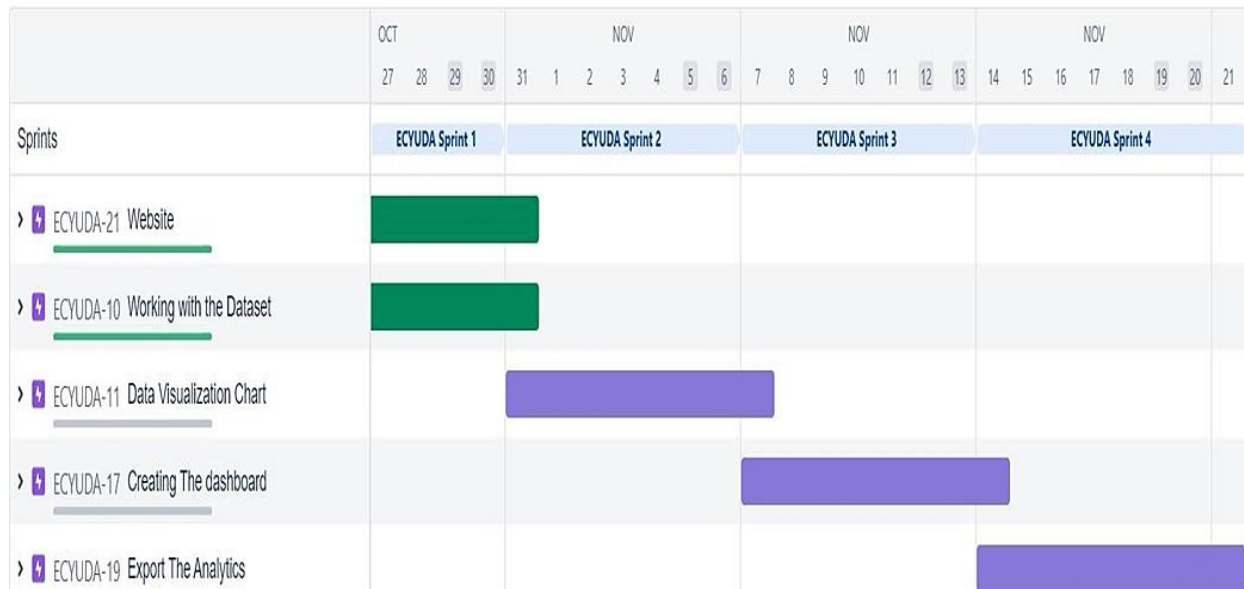 OCT NOV NOV NOV
27 28 29 30 31 1 2 3 4 5 6 7 8 9 10 11 12 13 14 15 16 17 18 19 20 21
Sprints ECYUDA Sprint 1 ECYUDA Sprint 2 ECYUDA Sprint 3 ECYUDA Sprint 4
ECYUDA-21 Website
ECYUDA-10 Working with the Dataset
ECYUDA-11 Data Visualization Chart
ECYUDA-17 Creating The dashboard
ECYUDA-19 Export The Analytics